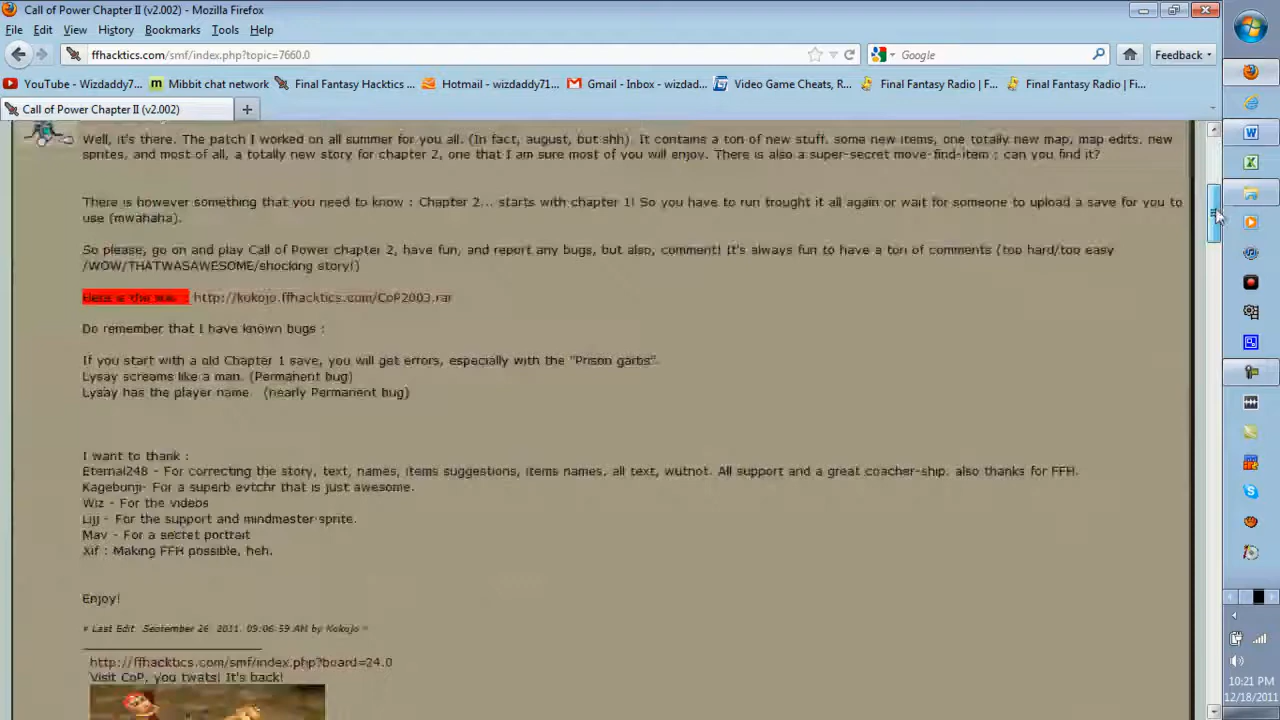 Call of Power Chapter II (v2.002) - Mozilla Firefox
File Edit View History Bookmarks Tools Help
ffhacktics.com/smf/index.php?topic=7660.0
Google
Feedback
YouTube - Wizdaddy7... Mibbit chat network Final Fantasy Hacktics ... Hotmail - wizdaddy71... Gmail - Inbox - wizdad... Video Game Cheats, R... Final Fantasy Radio | F... Final Fantasy Radio | Fi...
Call of Power Chapter II (v2.002)
Well, it's there. The patch I worked on all summer for you all. (In fact, august, but shh). It contains a ton of new stuff. some new items, one totally new map, map edits. new
sprites, and most of all, a totally new story for chapter 2, one that I am sure most of you will enjoy. There is also a super-secret move-find-item ; can you find it?
There is however something that you need to know : Chapter 2... starts with chapter 1! So you have to run trought it all again or wait for someone to upload a save for you to
use (mwahaha).
So please, go on and play Call of Power chapter 2, have fun, and report any bugs, but also, comment! It's always fun to have a ton of comments (too hard/too easy
/WOW/THATWASAWESOME/shocking story!)
Here is the :  http://kokojo.ffhacktics.com/CoP2003.rar
Do remember that I have known bugs :
If you start with a old Chapter 1 save, you will get errors, especially with the "Prison garbs".
Lysay screams like a man. (Permanent bug)
Lysay has the player name. (nearly Permanent bug)
I want to thank :
Eternal248 - For correcting the story, text, names, items suggestions, items names. all text, wutnot. All support and a great coacher-ship. also thanks for FFH.
Kagebunji- For a superb evtchr that is just awesome.
Wiz - For the videos
Lijj - For the support and mindmaster sprite.
Mav - For a secret portrait
Xif : Making FFH possible, heh.
Enjoy!
« Last Edit: September 26, 2011, 09:06:59 AM by Kokojo »
http://ffhacktics.com/smf/index.php?board=24.0
Visit CoP, you twats! It's back!
10:21 PM
12/18/2011